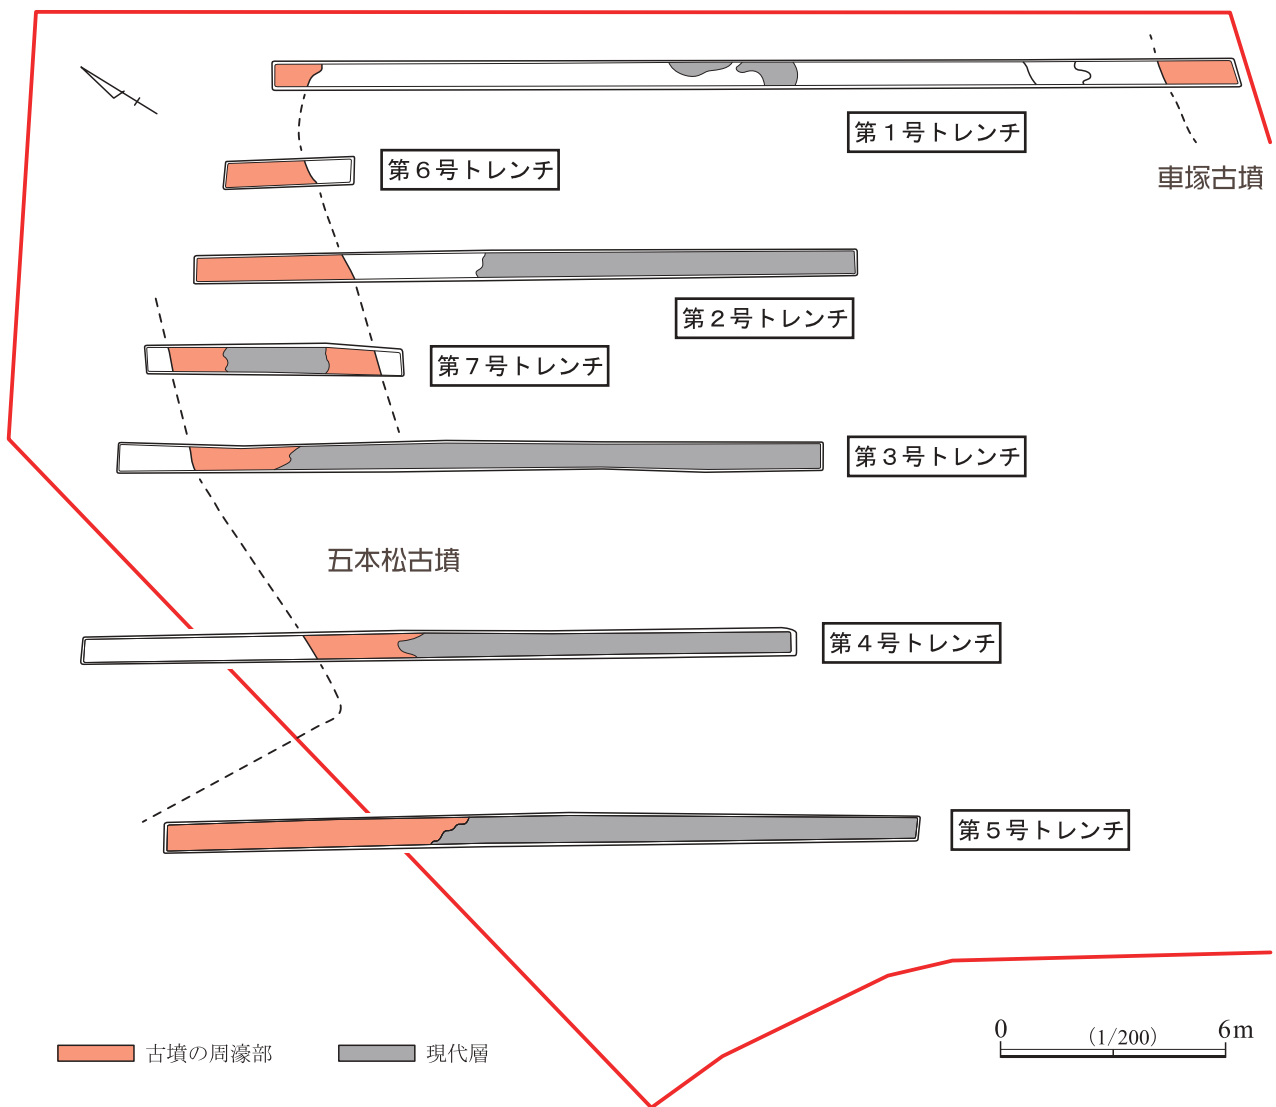 第1号トレンチ
第6号トレンチ
車塚古墳
第2号トレンチ
第7号トレンチ
第3号トレンチ
五本松古墳
第4号トレンチ
第5号トレンチ
0 (1/200) 6m
古墳の周濠部 現代層